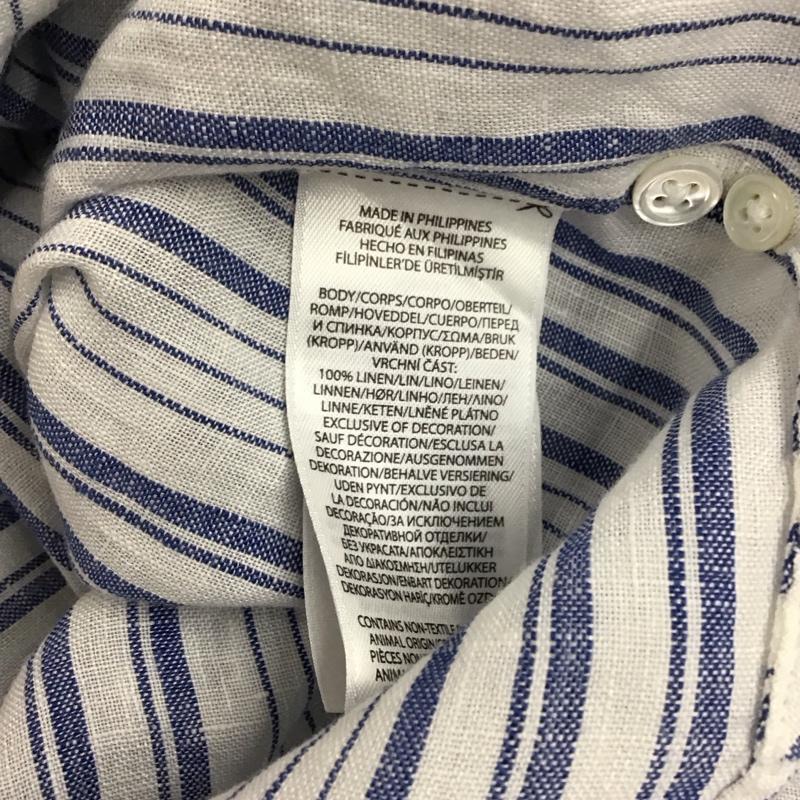 MADE IN PHILIPPINES
FABRIQUÉ AUX PHILIPPINES
HECHO EN FILIPINAS
FİLİPİNLER'DE ÜRETİLMİŞTİR
BODY/CORPS/CORPO/OBERTEIL/
ROMP/HOVEDDEL/CUERPO/ПЕРЕД
И СПИНКА/КОРПУС/ΣΩΜΑ/BRUK
(KROPP)/ANVÄND (KROPP)/BEDEN/
VRCHNÍ ČÁST:
100% LINEN/LIN/LINO/LEINEN/
LINNEN/HØR/LINHO/ЛЕН/ΛΙΝΟ/
LINNE/KETEN/LNĚNÉ PLÁTNO
EXCLUSIVE OF DECORATION/
SAUF DÉCORATION/ESCLUSA LA
DECORAZIONE/AUSGENOMMEN
DEKORATION/BEHALVE VERSIERING/
UDEN PYNT/EXCLUSIVO DE
LA DECORACIÓN/NÃO INCLUI
DECORAÇÃO/ЗА ИСКЛЮЧЕНИЕМ
ДЕКОРАТИВНОЙ ОТДЕЛКИ/
БЕЗ УКРАСАТА/ΑΠΟΚΛΕΙΣΤΙΚΗ
ΑΠΟ ΔΙΑΚΟΣΜΗΣΗ/UTELUKKER
DEKORASJON/ENBART DEKORATION/
DEKORASYON HARİÇ/KROMĚ
CONTAINS NON-TEXTILE
ANIMAL ORIGIN/
PIÈCES